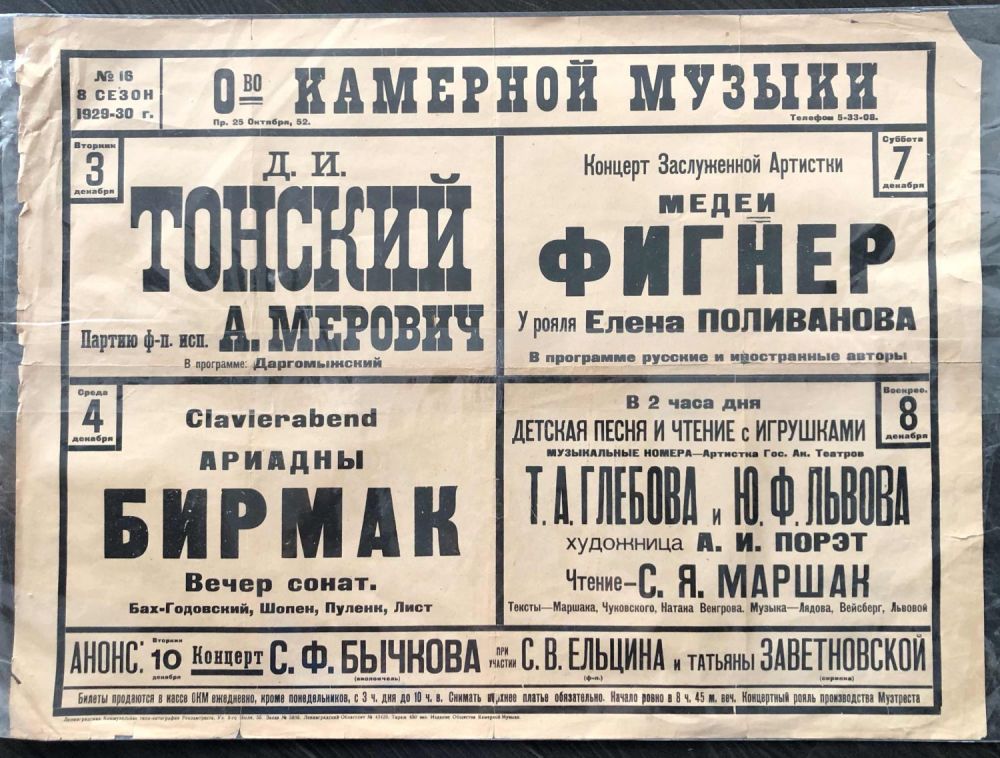 № 16
8 СЕЗОН
1929-30 г.
О-ВО КАМЕРНОЙ МУЗЫКИ
Пр. 25 Октября, 52.
Телефон 5-33-08.
Вторник
3
декабря
Д. И.
ТОНСКИЙ
Партию ф-п. исп. А. МЕРОВИЧ
В программе: Даргомыжский
Суббота
7
декабря
Концерт Заслуженной Артистки
МЕДЕИ
ФИГНЕР
У рояля Елена ПОЛИВАНОВА
В программе русские и иностранные авторы
Среда
4
декабря
Clavierabend
АРИАДНЫ
БИРМАК
Вечер сонат.
Бах-Годовский, Шопен, Пуленк, Лист
Воскрес.
8
декабря
В 2 часа дня
ДЕТСКАЯ ПЕСНЯ И ЧТЕНИЕ с ИГРУШКАМИ
МУЗЫКАЛЬНЫЕ НОМЕРА—Артистка Гос. Ак. Театров
Т. А. ГЛЕБОВА и Ю. Ф. ЛЬВОВА
художница А. И. ПОРЭТ
Чтение—С. Я. МАРШАК
Тексты—Маршака, Чуковского, Натана Венгрова. Музыка—Лядова, Вейсберг, Львовой
АНОНС: Вторник 10 декабря Концерт С. Ф. БЫЧКОВА (виолончель) ПРИ УЧАСТИИ С. В. ЕЛЬЦИНА (ф-п.) и ТАТЬЯНЫ ЗАВЕТНОВСКОЙ (скрипка)
Билеты продаются в кассе ОКМ ежедневно, кроме понедельников, с 3 ч. дня до 10 ч. в. Снимать верхнее платье обязательно. Начало ровно в 8 ч. 45 м. веч. Концертный рояль производства Музтреста
Издание Общества Камерной Музыки.